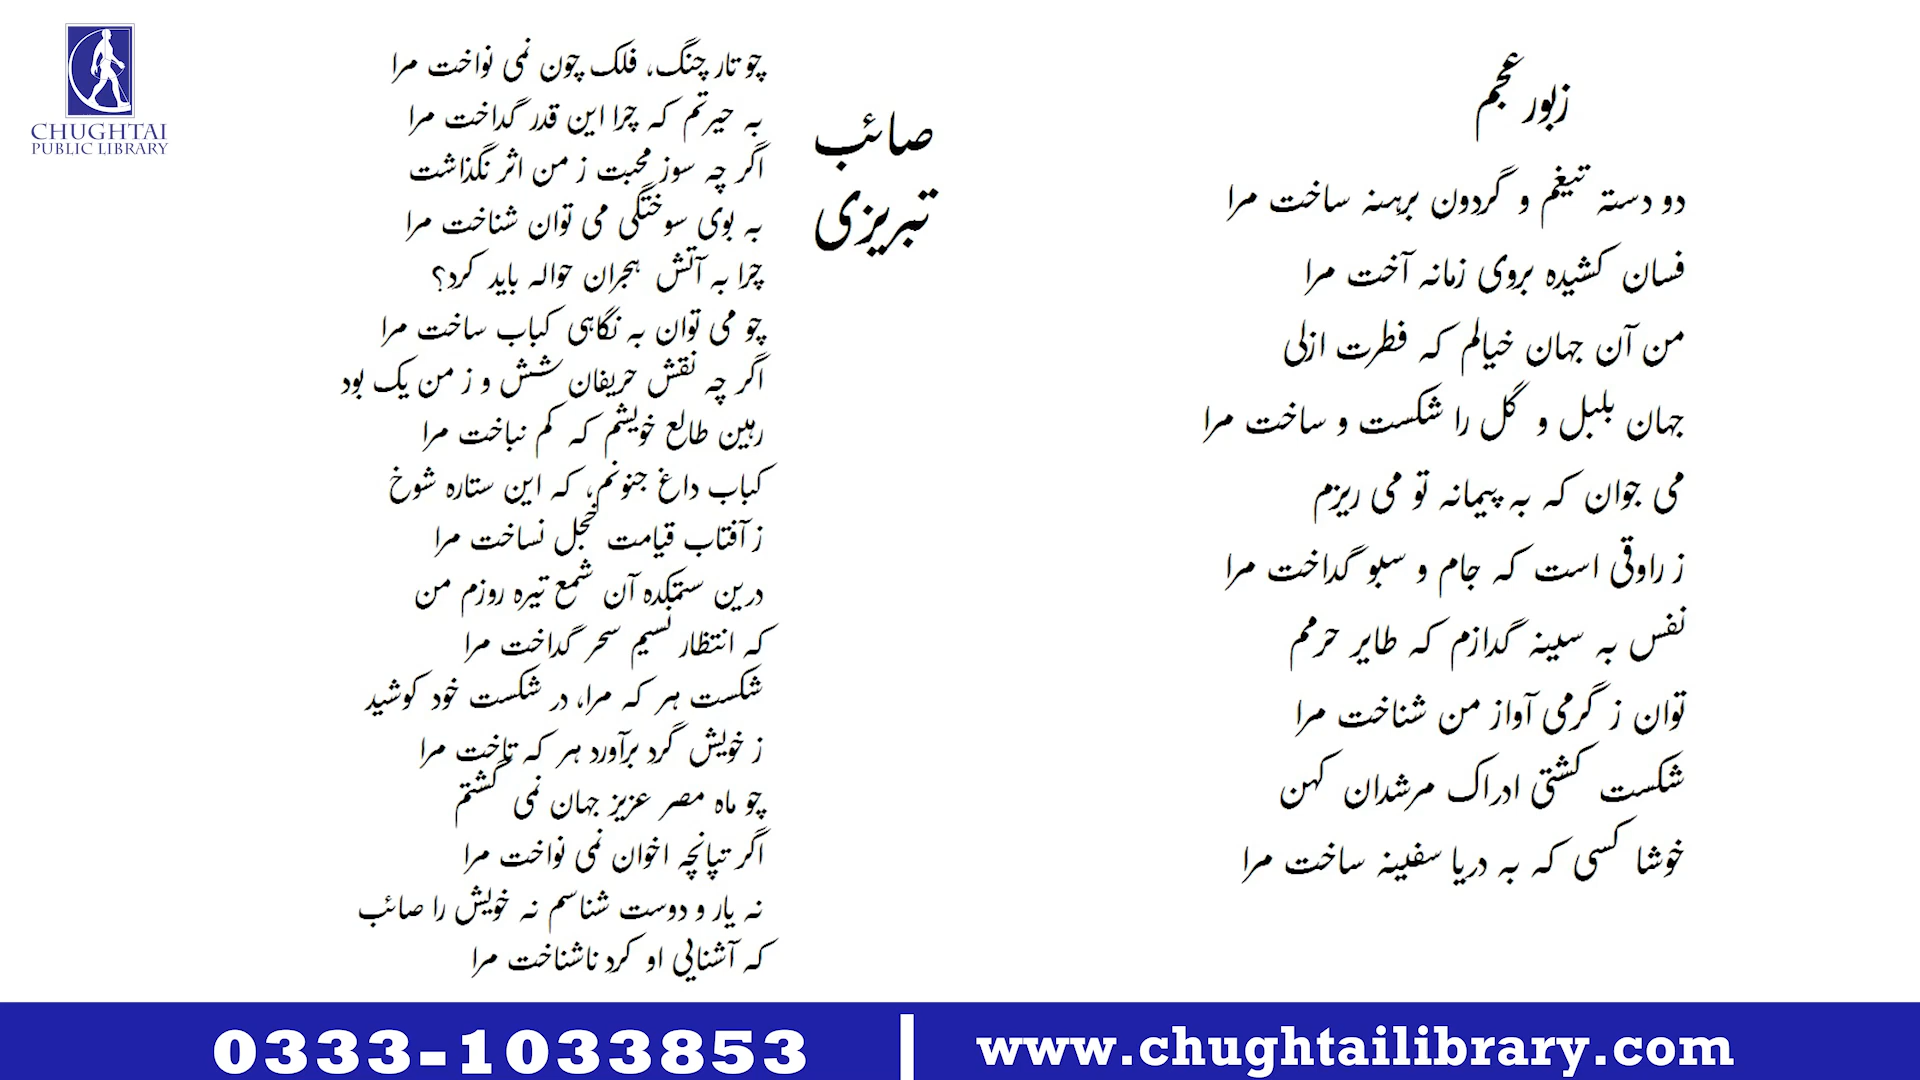 CHUGHTAI
PUBLIC LIBRARY
زبور عجم
دو دستہ تیغم و گردون برہنہ ساخت مرا
فسان کشیدہ بروی زمانہ آخت مرا
من آن جہان خیالم کہ فطرت ازلی
جہان بلبل و گل را شکست و ساخت مرا
می جوان کہ بہ پیمانہ تو می ریزم
ز راوقی است کہ جام و سبو گداخت مرا
نفس بہ سینہ گدازم کہ طایر حرمم
توان ز گرمی آواز من شناخت مرا
شکست کشتی ادراک مرشدان کہن
خوشا کسی کہ بہ دریا سفینہ ساخت مرا
صائب
تبریزی
چو تار چنگ، فلک چون نمی نواخت مرا
بہ حیرتم کہ چرا این قدر گداخت مرا
اگر چہ سوز محبت ز من اثر نگذاشت
بہ بوی سوختگی می توان شناخت مرا
چرا بہ آتش ہجران حوالہ باید کرد؟
چو می توان بہ نگاہی کباب ساخت مرا
اگر چہ نقش حریفان شش و ز من یک بود
رہین طالع خویشم کہ کم نباخت مرا
کباب داغ جنونم، کہ این ستارہ شوخ
ز آفتاب قیامت خجل نساخت مرا
درین ستمکدہ آن شمع تیرہ روزم من
کہ انتظار نسیم سحر گداخت مرا
شکست ہر کہ مرا، در شکست خود کوشید
ز خویش گرد برآورد ہر کہ تاخت مرا
چو ماہ مصر عزیز جہان نمی گشتم
اگر تپانچہ اخوان نمی نواخت مرا
نہ یار و دوست شناسم نہ خویش را صائب
کہ آشنایی او کرد ناشناخت مرا
0333-1033853
www.chughtailibrary.com